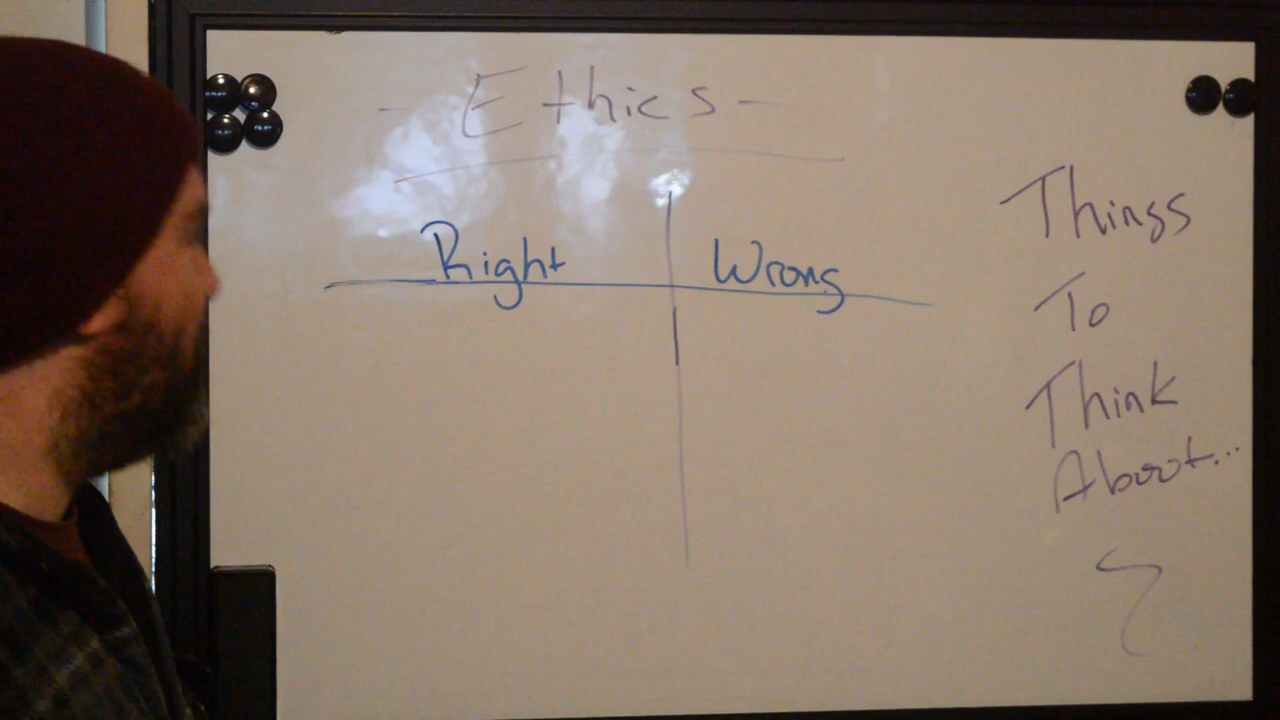 - Ethics -
Right Wrong
Things
To
Think
About...